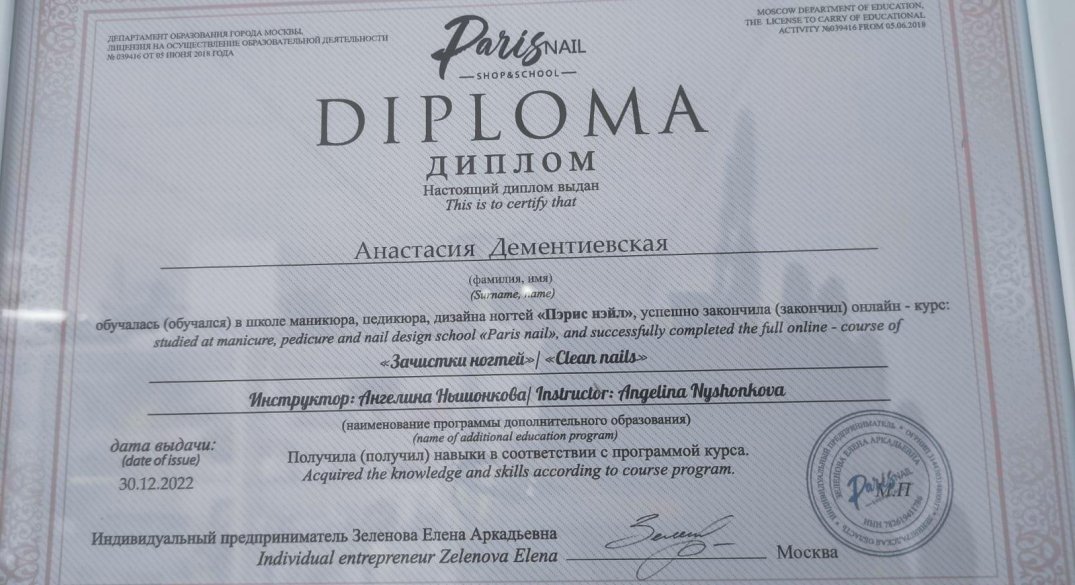 ДЕПАРТАМЕНТ ОБРАЗОВАНИЯ ГОРОДА МОСКВЫ,
ЛИЦЕНЗИЯ НА ОСУЩЕСТВЛЕНИЕ ОБРАЗОВАТЕЛЬНОЙ ДЕЯТЕЛЬНОСТИ
№ 039416 ОТ 05 ИЮНЯ 2018 ГОДА
MOSCOW DEPARTMENT OF EDUCATION,
THE LICENSE TO CARRY OF EDUCATIONAL
ACTIVITY №039416 FROM 05.06.2018
Paris NAIL
SHOP&SCHOOL
DIPLOMA
ДИПЛОМ
Настоящий диплом выдан
This is to certify that
Анастасия Дементиевская
(фамилия, имя)
(Surname, name)
обучалась (обучался) в школе маникюра, педикюра, дизайна ногтей «Пэрис нэйл», успешно закончила (закончил) онлайн - курс:
studied at manicure, pedicure and nail design school «Paris nail», and successfully completed the full online - course of
«Зачистки ногтей»| «Clean nails»
Инструктор: Ангелина Нышонкова| Instructor: Angelina Nyshonkova
(наименование программы дополнительного образования)
(name of additional education program)
дата выдачи:
(date of issue)
30.12.2022
Получила (получил) навыки в соответствии с программой курса.
Acquired the knowledge and skills according to course program.
ИНДИВИДУАЛЬНЫЙ ПРЕДПРИНИМАТЕЛЬ
ЗЕЛЕНОВА ЕЛЕНА АРКАДЬЕВНА
Paris NAIL
М.П
Индивидуальный предприниматель Зеленова Елена Аркадьевна
Individual entrepreneur Zelenova Elena
Москва